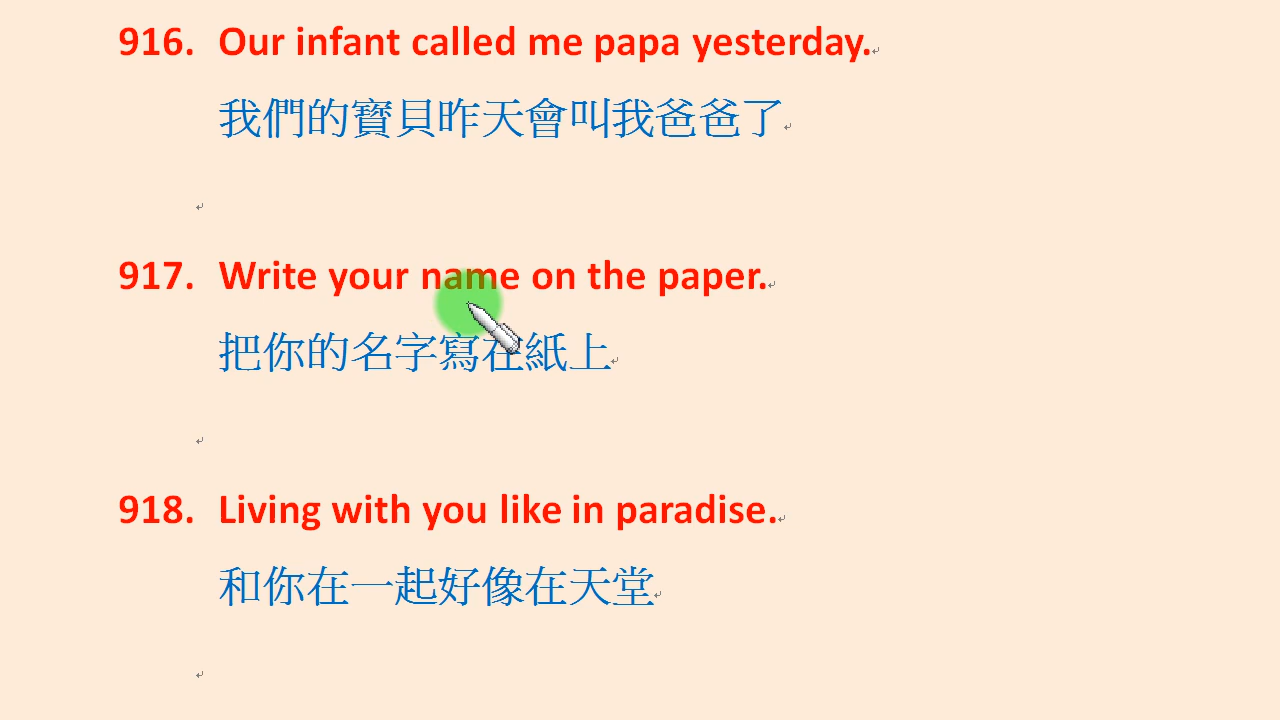 916. Our infant called me papa yesterday.
我們的寶貝昨天會叫我爸爸了
917. Write your name on the paper.
把你的名字寫在紙上
918. Living with you like in paradise.
和你在一起好像在天堂